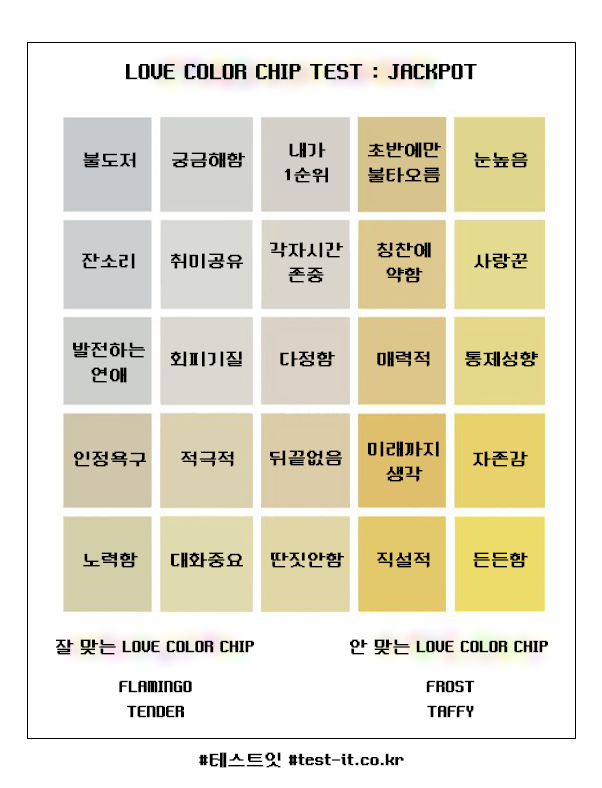 LOVE COLOR CHIP TEST : JACKPOT
불도저
궁금해함
내가
1순위
초반에만
불타오름
눈높음
잔소리
취미공유
각자시간
존중
칭찬에
약함
사랑꾼
발전하는
연애
회피기질
다정함
매력적
통제성향
인정욕구
적극적
뒤끝없음
미래까지
생각
자존감
노력함
대화중요
딴짓안함
직설적
든든함
잘 맞는 LOVE COLOR CHIP
FLAMINGO
TENDER
안 맞는 LOVE COLOR CHIP
FROST
TAFFY
#테스트잇 #test-it.co.kr